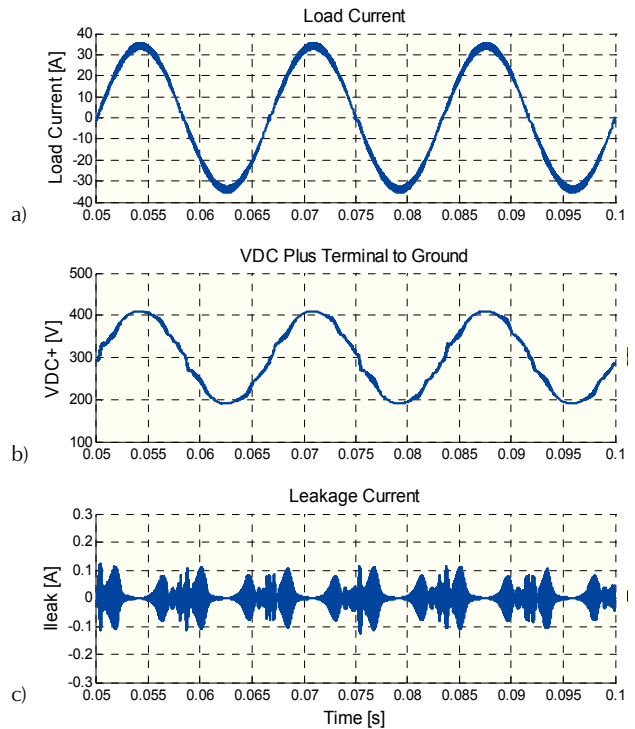 Load Current
Load Current [A]
40
30
20
10
0
-10
-20
-30
-40
0.05 0.055 0.06 0.065 0.07 0.075 0.08 0.085 0.09 0.095 0.1
a)
VDC Plus Terminal to Ground
VDC+ [V]
500
400
300
200
100
0.05 0.055 0.06 0.065 0.07 0.075 0.08 0.085 0.09 0.095 0.1
b)
Leakage Current
Ileak [A]
0.3
0.2
0.1
0
-0.1
-0.2
-0.3
0.05 0.055 0.06 0.065 0.07 0.075 0.08 0.085 0.09 0.095 0.1
c)
Time [s]